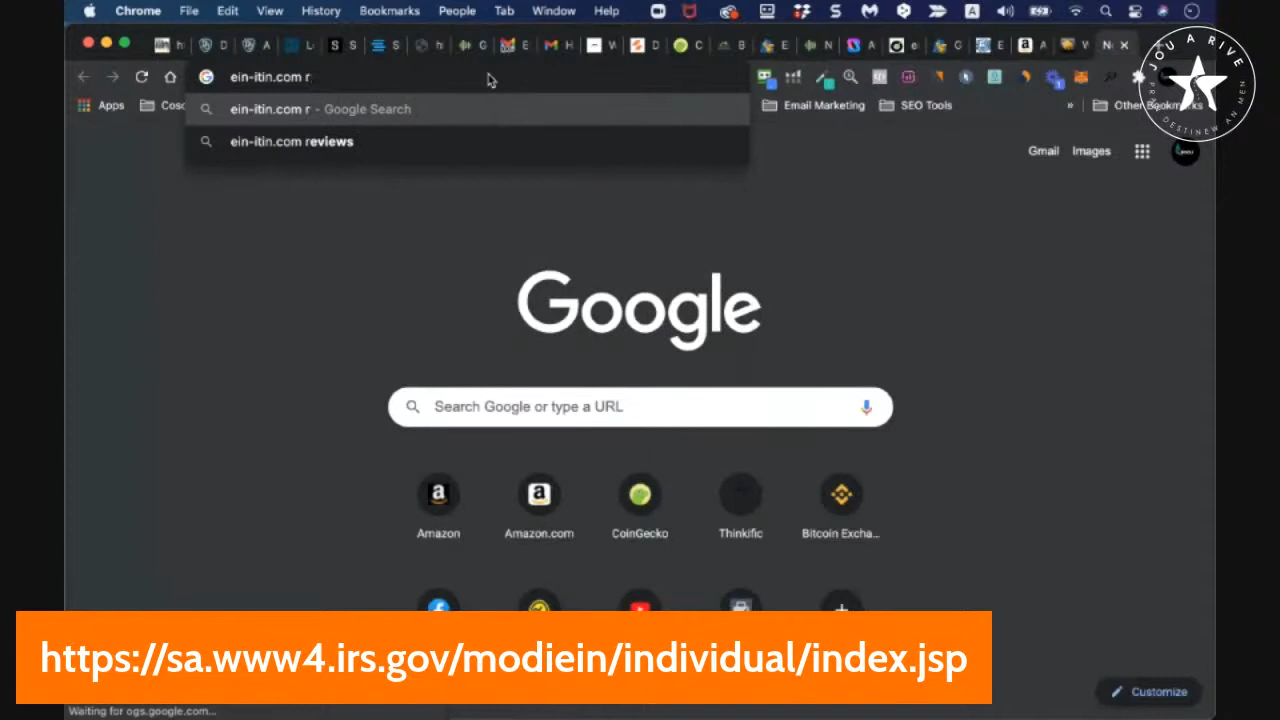 Chrome File Edit View History Bookmarks People Tab Window Help
ein-itin.com r
Apps
ein-itin.com r - Google Search
Email Marketing SEO Tools » Other Bookmarks
ein-itin.com reviews
JOU A RIVE
Gmail Images
Google
Search Google or type a URL
Amazon Amazon.com CoinGecko Thinkific Bitcoin Excha...
https://sa.www4.irs.gov/modiein/individual/index.jsp
Customize
Waiting for ogs.google.com...